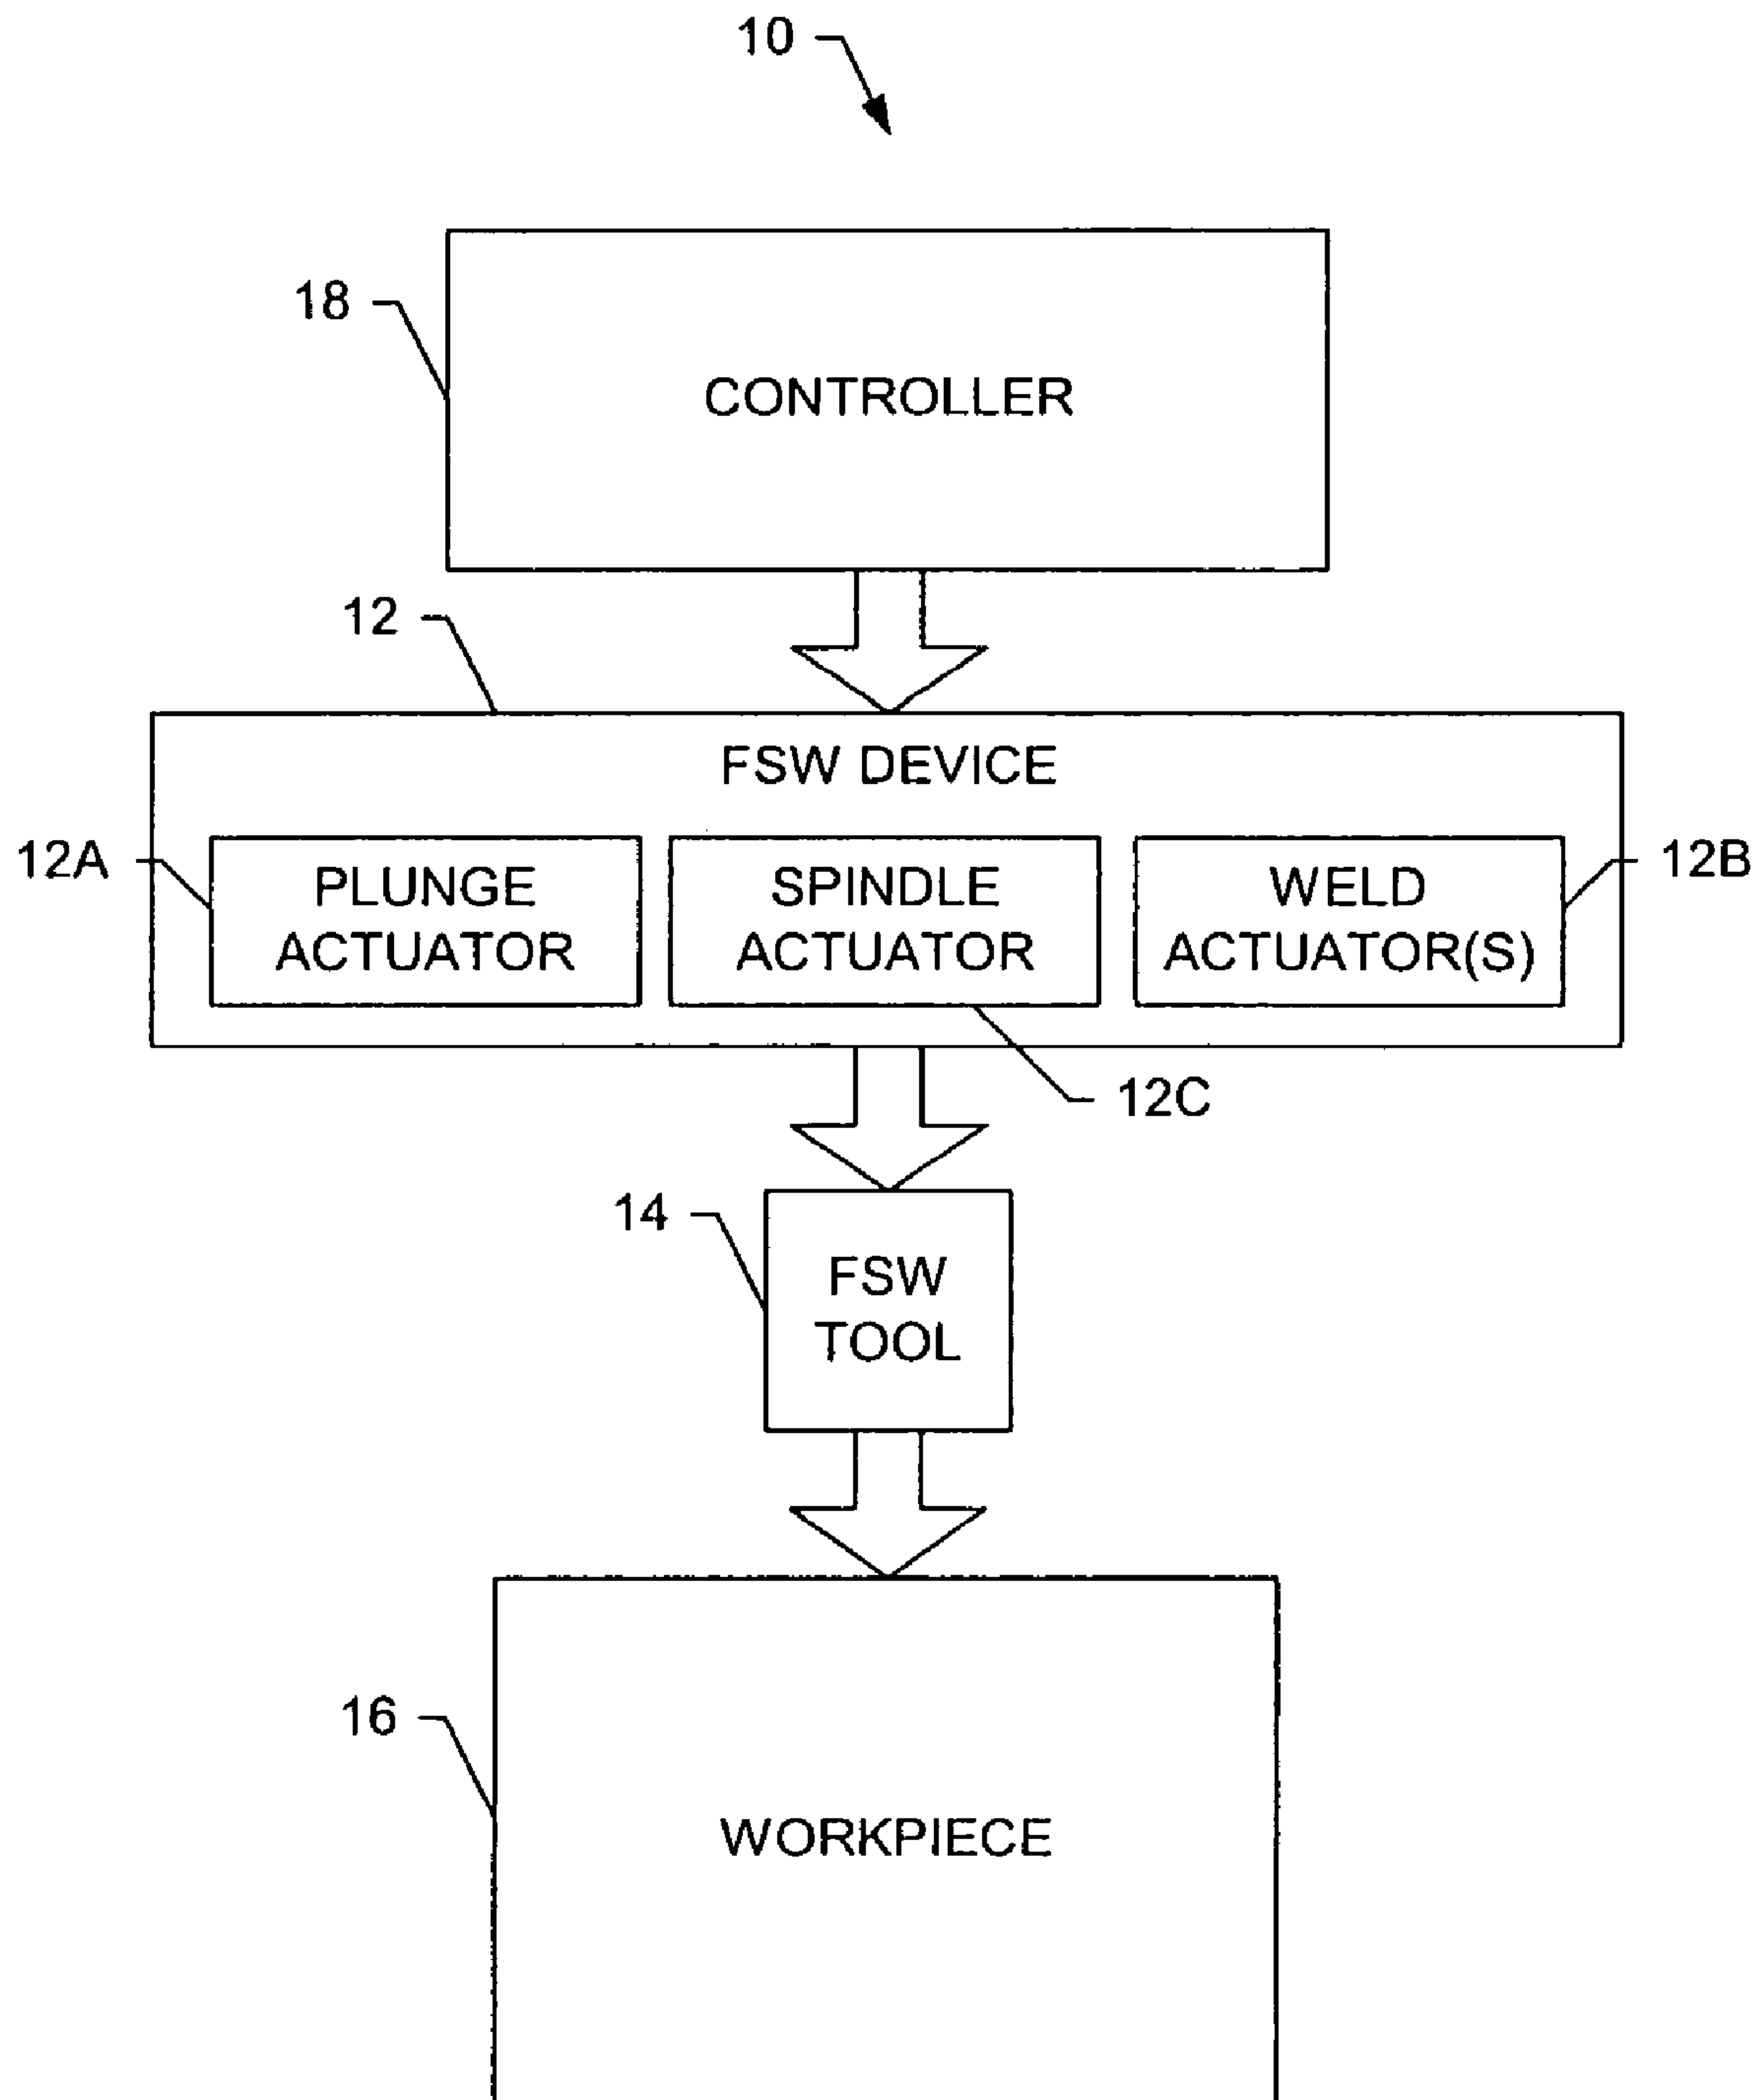 10
18
CONTROLLER
12
FSW DEVICE
12A
PLUNGE
ACTUATOR
SPINDLE
ACTUATOR
WELD
ACTUATOR(S)
12B
12C
14
FSW
TOOL
16
WORKPIECE